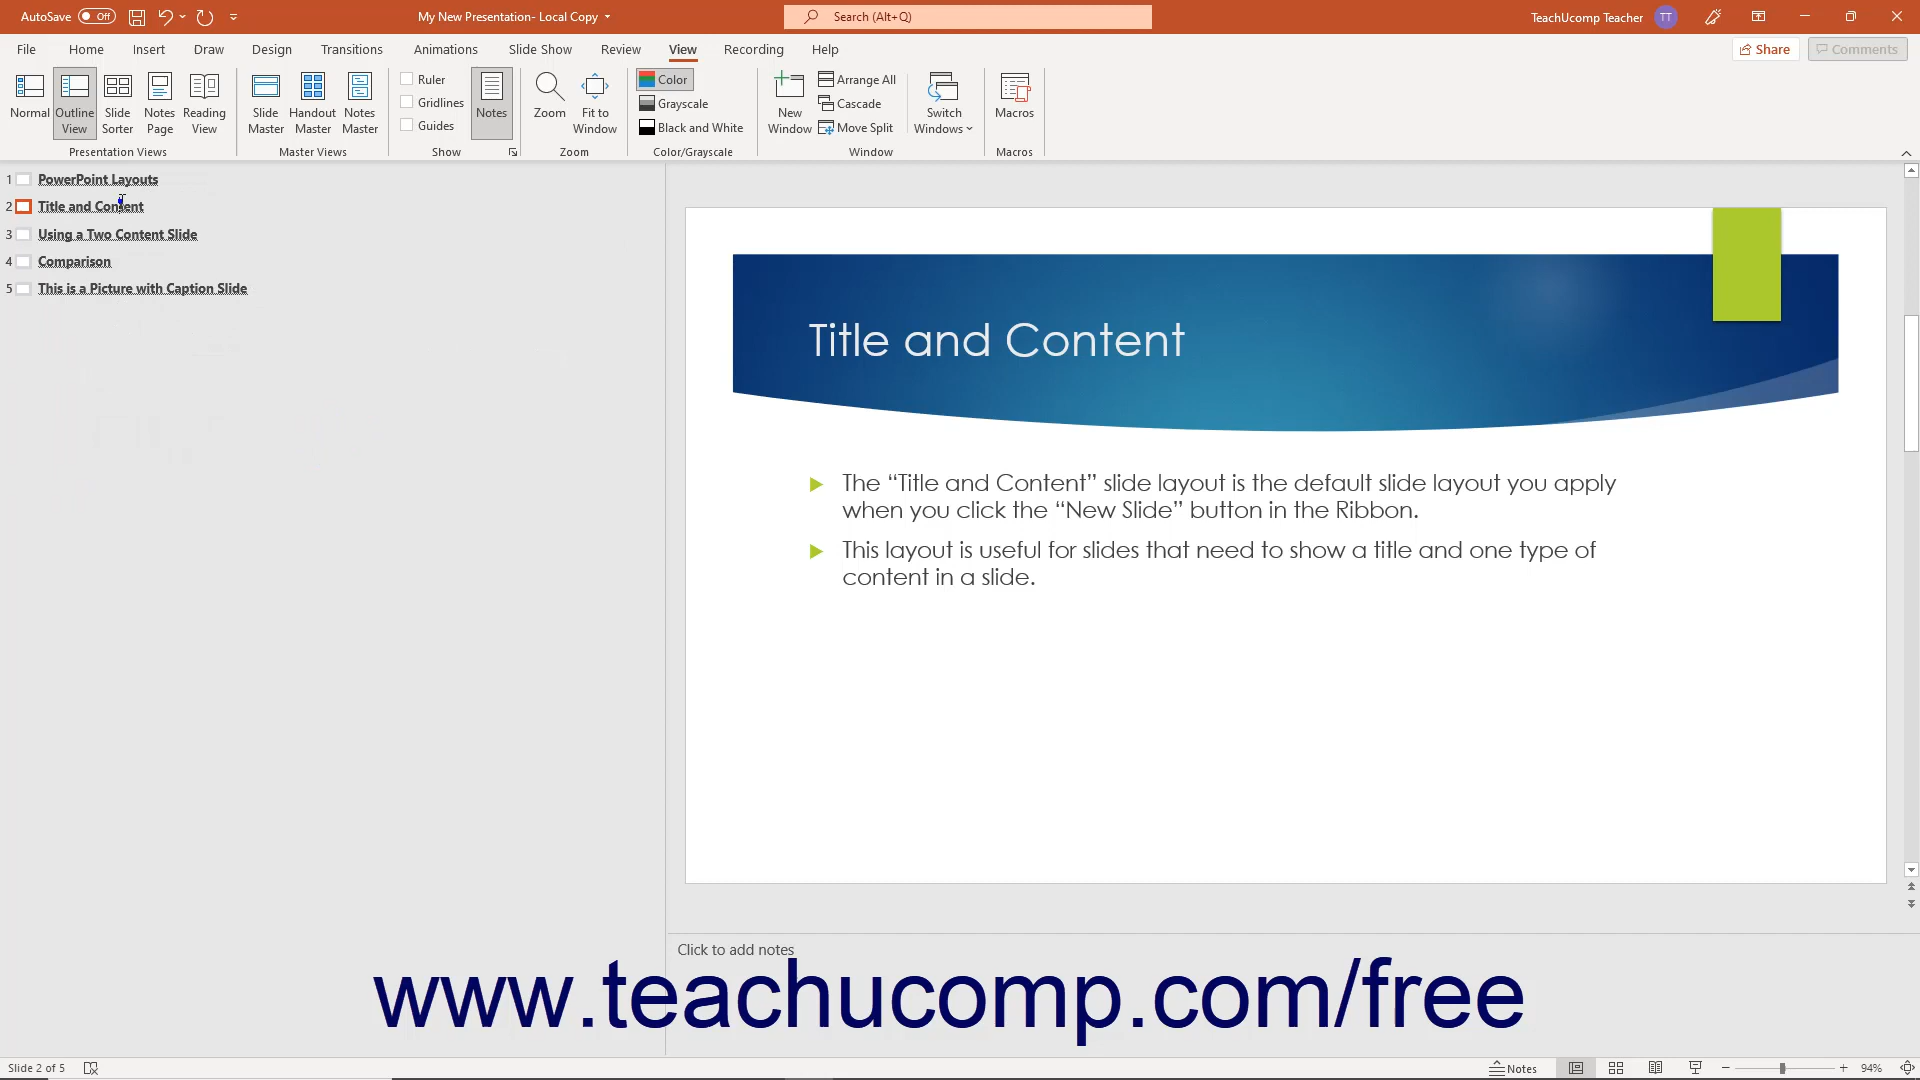 AutoSave Off
My New Presentation- Local Copy
Search (Alt+Q)
TeachUcomp Teacher TT
File Home Insert Draw Design Transitions Animations Slide Show Review View Recording Help
Share Comments
Normal
Outline View
Slide Sorter
Notes Page
Reading View
Presentation Views
Slide Master
Handout Master
Notes Master
Master Views
Ruler
Gridlines
Guides
Notes
Show
Zoom
Fit to Window
Zoom
Color
Grayscale
Black and White
Color/Grayscale
New Window
Arrange All
Cascade
Move Split
Switch Windows
Window
Macros
Macros
1 PowerPoint Layouts
2 Title and Content
3 Using a Two Content Slide
4 Comparison
5 This is a Picture with Caption Slide
Title and Content
The “Title and Content” slide layout is the default slide layout you apply
when you click the “New Slide” button in the Ribbon.
This layout is useful for slides that need to show a title and one type of
content in a slide.
Click to add notes
www.teachucomp.com/free
Slide 2 of 5
Notes
94%